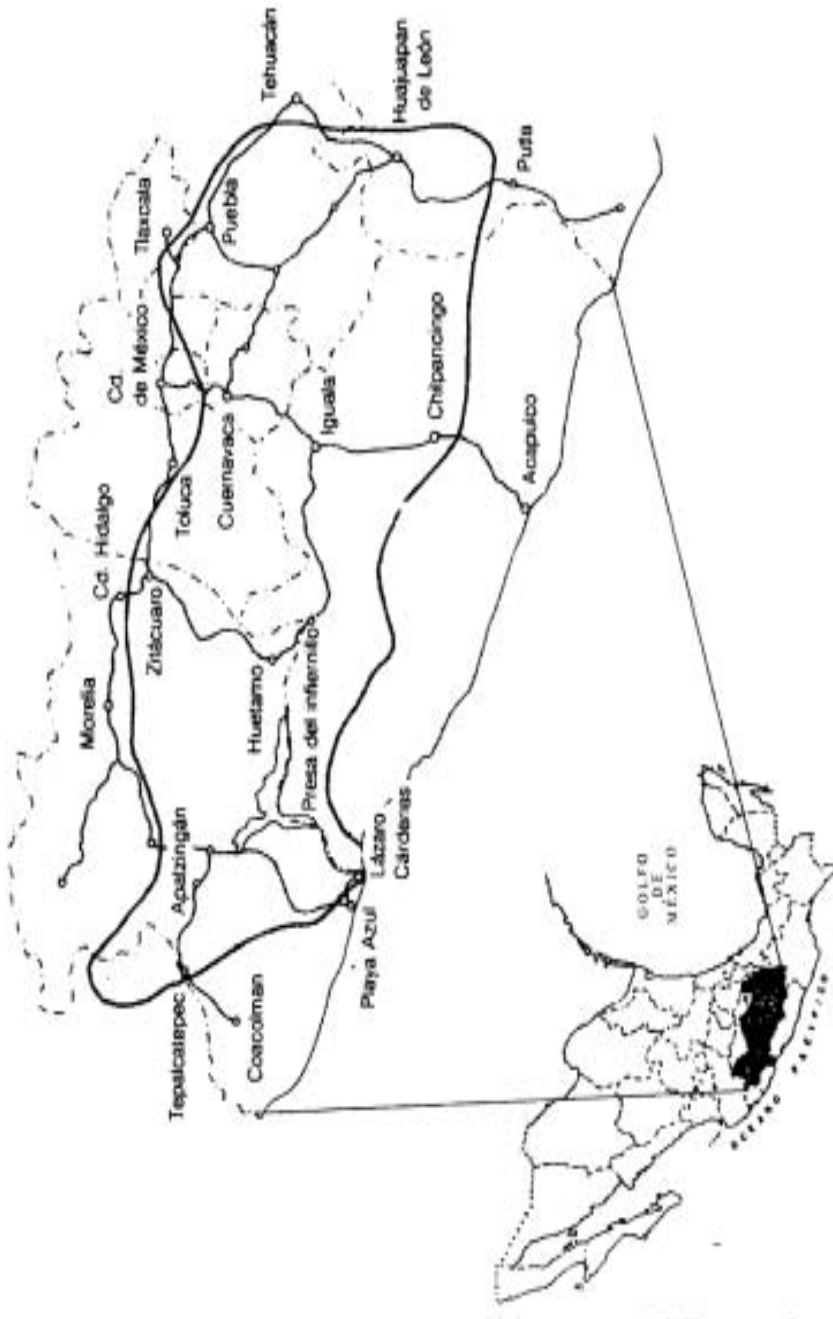 Tehuacán
Huajuapan
de León
Putla
Tlaxcala
Puebla
Cd.
de México
Cuernavaca
Iguala
Chilpancingo
Acapulco
Toluca
Cd. Hidalgo
Zitácuaro
Morelia
Huetamo
Presa del Infiernillo
Apatzingán
Lázaro
Cárdenas
Playa Azul
Tepalcatepec
Coacolman
GOLFO
DE
MÉXICO
OCEANO PACIFICO